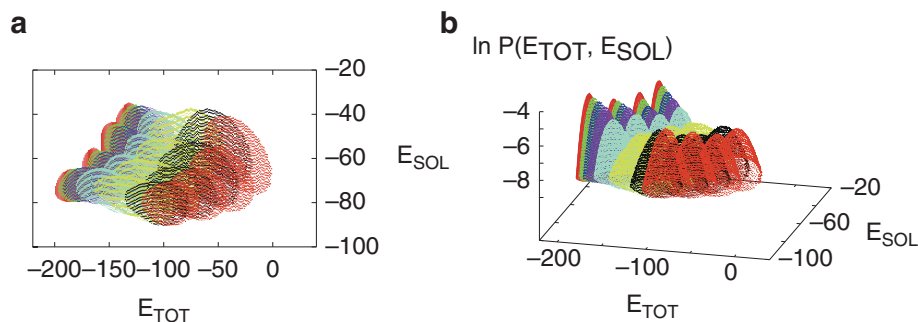 a
−20
−40
−60
−80
−100
E_SOL
−200 −150 −100 −50 0
E_TOT
b
ln P(E_TOT, E_SOL)
−4
−6
−8
−20
−60
−100
E_SOL
−200 −100 0
E_TOT